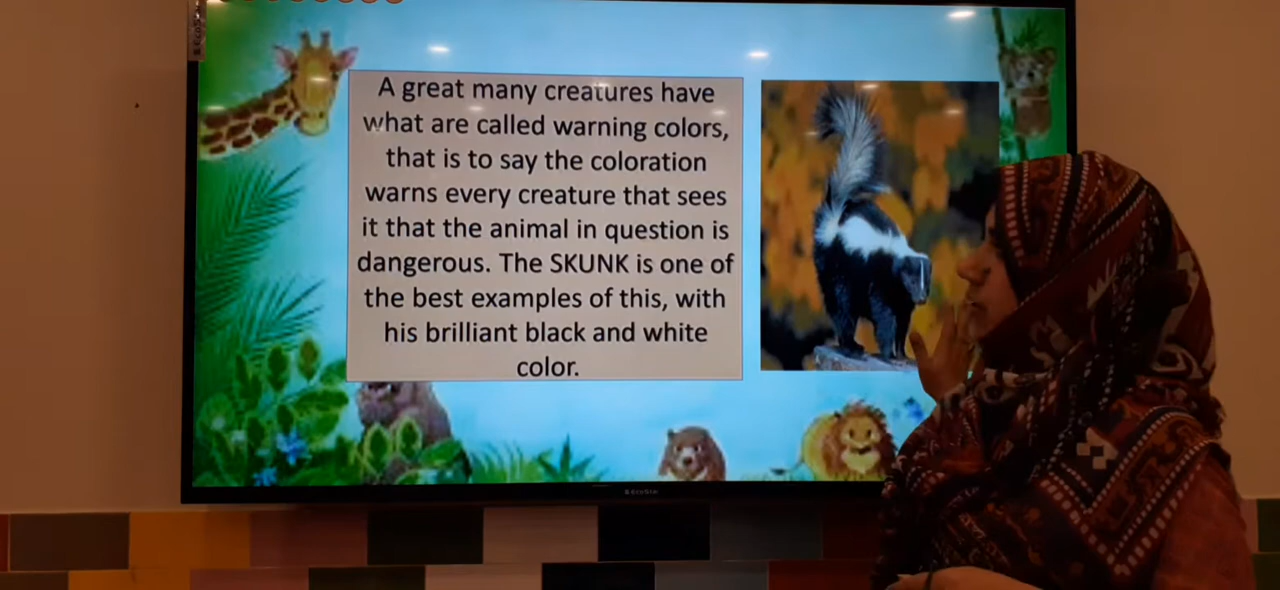 A great many creatures have
what are called warning colors,
that is to say the coloration
warns every creature that sees
it that the animal in question is
dangerous. The SKUNK is one of
the best examples of this, with
his brilliant black and white
color.
EcoStar